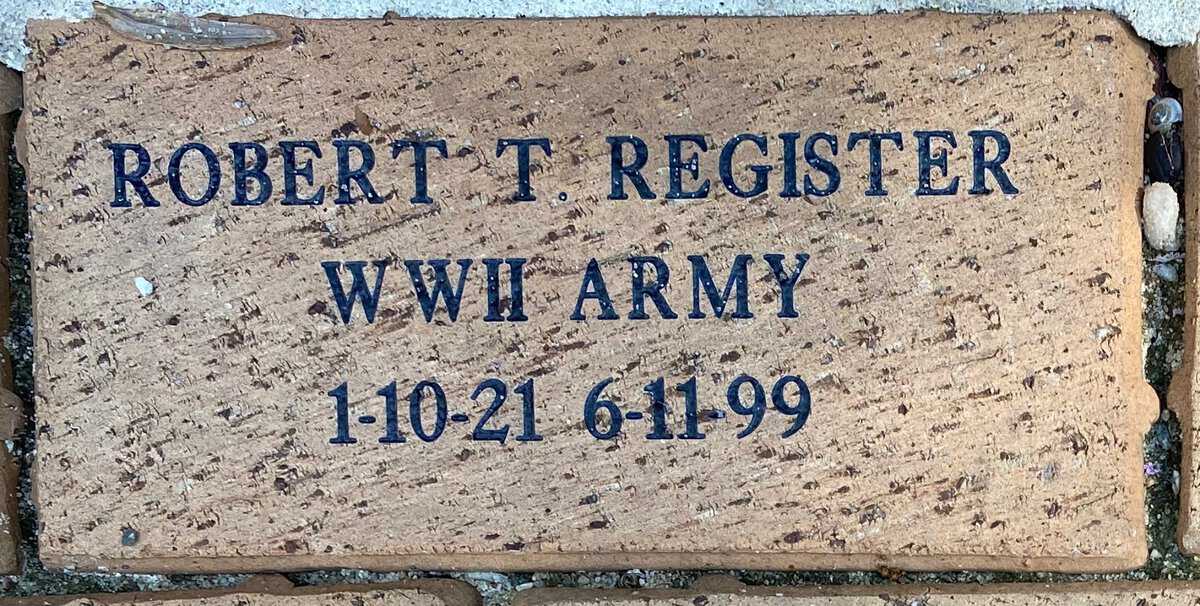 ROBERT T. REGISTER
WWII ARMY
1-10-21 6-11-99